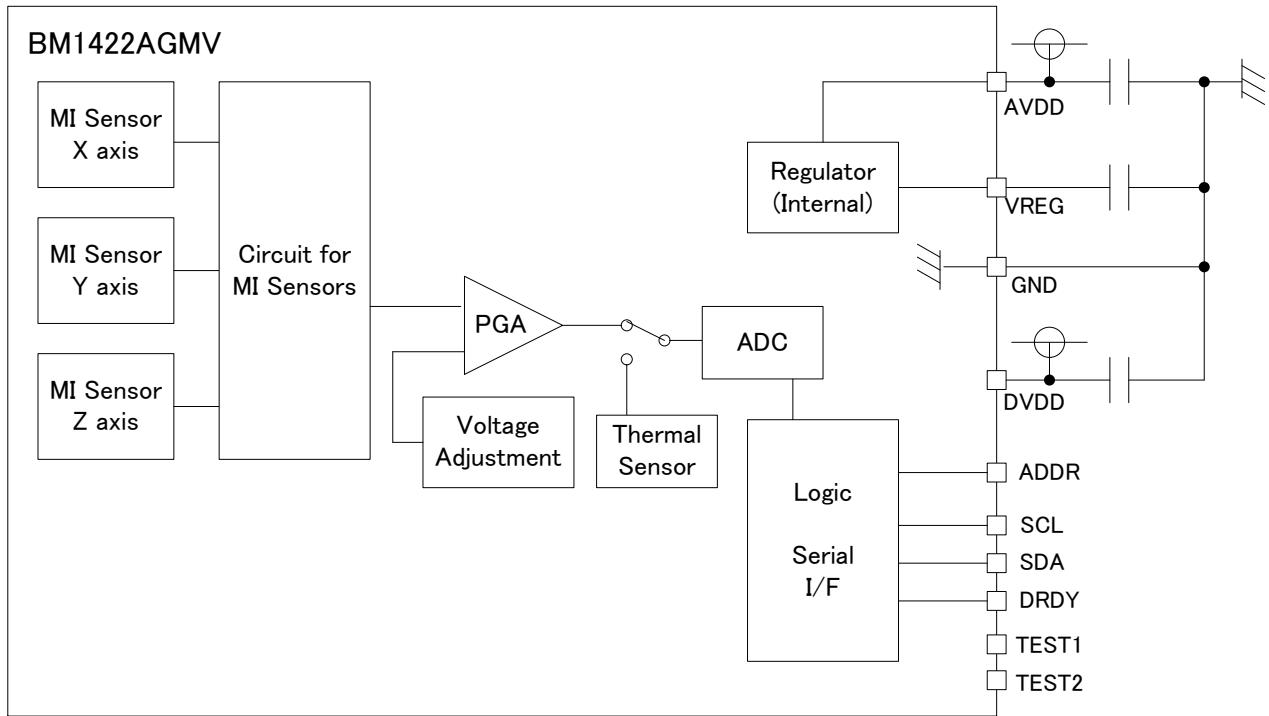 BM1422AGMV
MI Sensor
X axis
MI Sensor
Y axis
MI Sensor
Z axis
Circuit for
MI Sensors
PGA
Voltage
Adjustment
Thermal
Sensor
ADC
Regulator
(Internal)
Logic
Serial
I/F
AVDD
VREG
GND
DVDD
ADDR
SCL
SDA
DRDY
TEST1
TEST2